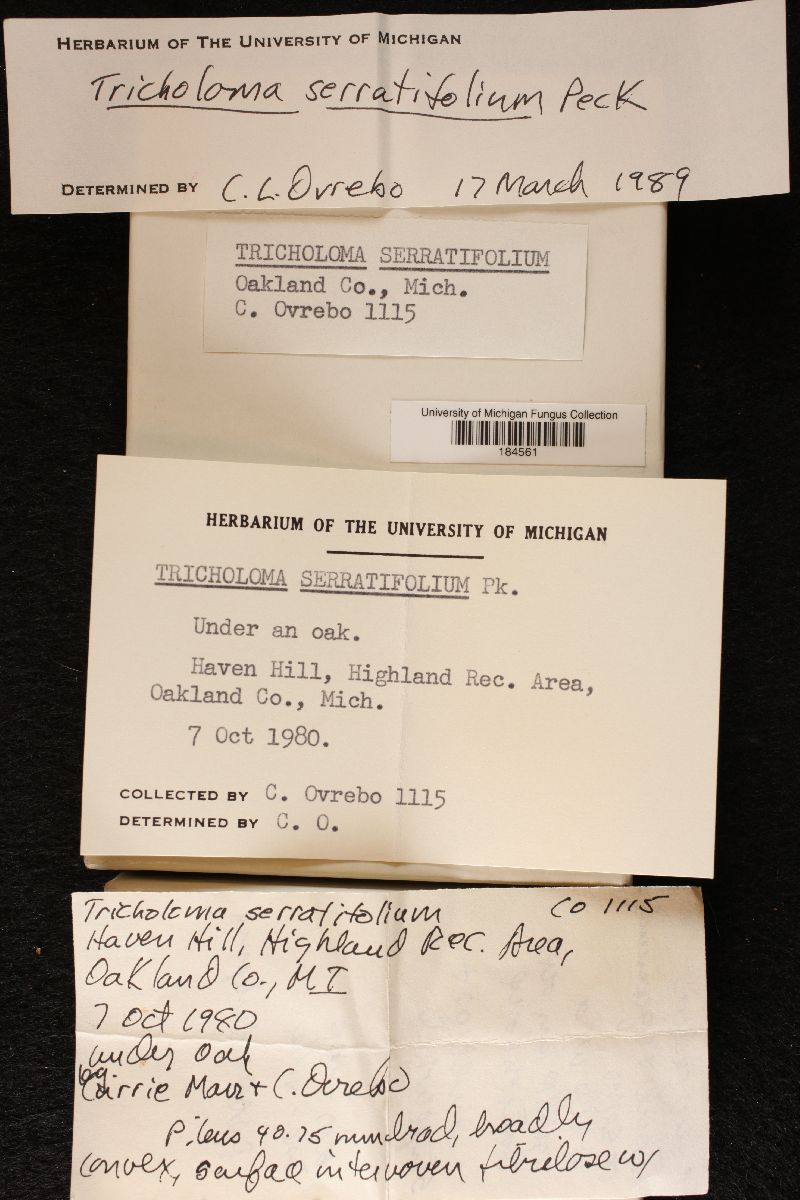 HERBARIUM OF THE UNIVERSITY OF MICHIGAN
Tricholoma serratifolium Peck
DETERMINED BY C. L. Ovrebo 17 March 1989
TRICHOLOMA SERRATIFOLIUM
Oakland Co., Mich.
C. Ovrebo 1115
University of Michigan Fungus Collection
184561
HERBARIUM OF THE UNIVERSITY OF MICHIGAN
TRICHOLOMA SERRATIFOLIUM Pk.
Under an oak.
Haven Hill, Highland Rec. Area,
Oakland Co., Mich.
7 Oct 1980.
COLLECTED BY C. Ovrebo 1115
DETERMINED BY C. O.
Tricholoma serratifolium CO 1115
Haven Hill, Highland Rec. Area,
Oakland Co., MI
7 Oct 1980
under oak
Carrie + C. Ovrebo
Pileus 40-75 mm broad, broadly
convex, surface interwoven fibrillose w/